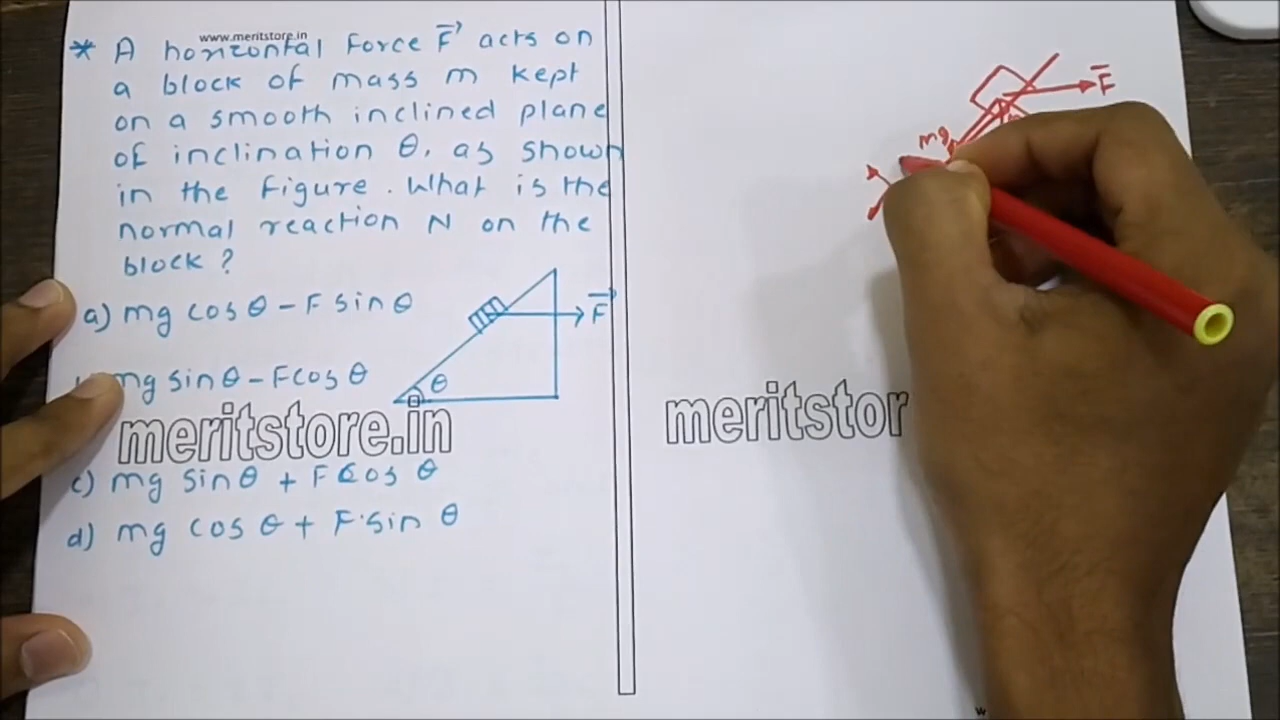 www.meritstore.in
* A horizontal Force F acts on
a block of mass m kept
on a smooth inclined plane
of inclination θ, as shown
in the Figure. What is the
normal reaction N on the
block ?
a) mg cos θ - F sin θ
mg sin θ - F cos θ
c) mg sin θ + F cos θ
d) mg cos θ + F sin θ
θ
F
meritstore.in
F
mg
meritstor